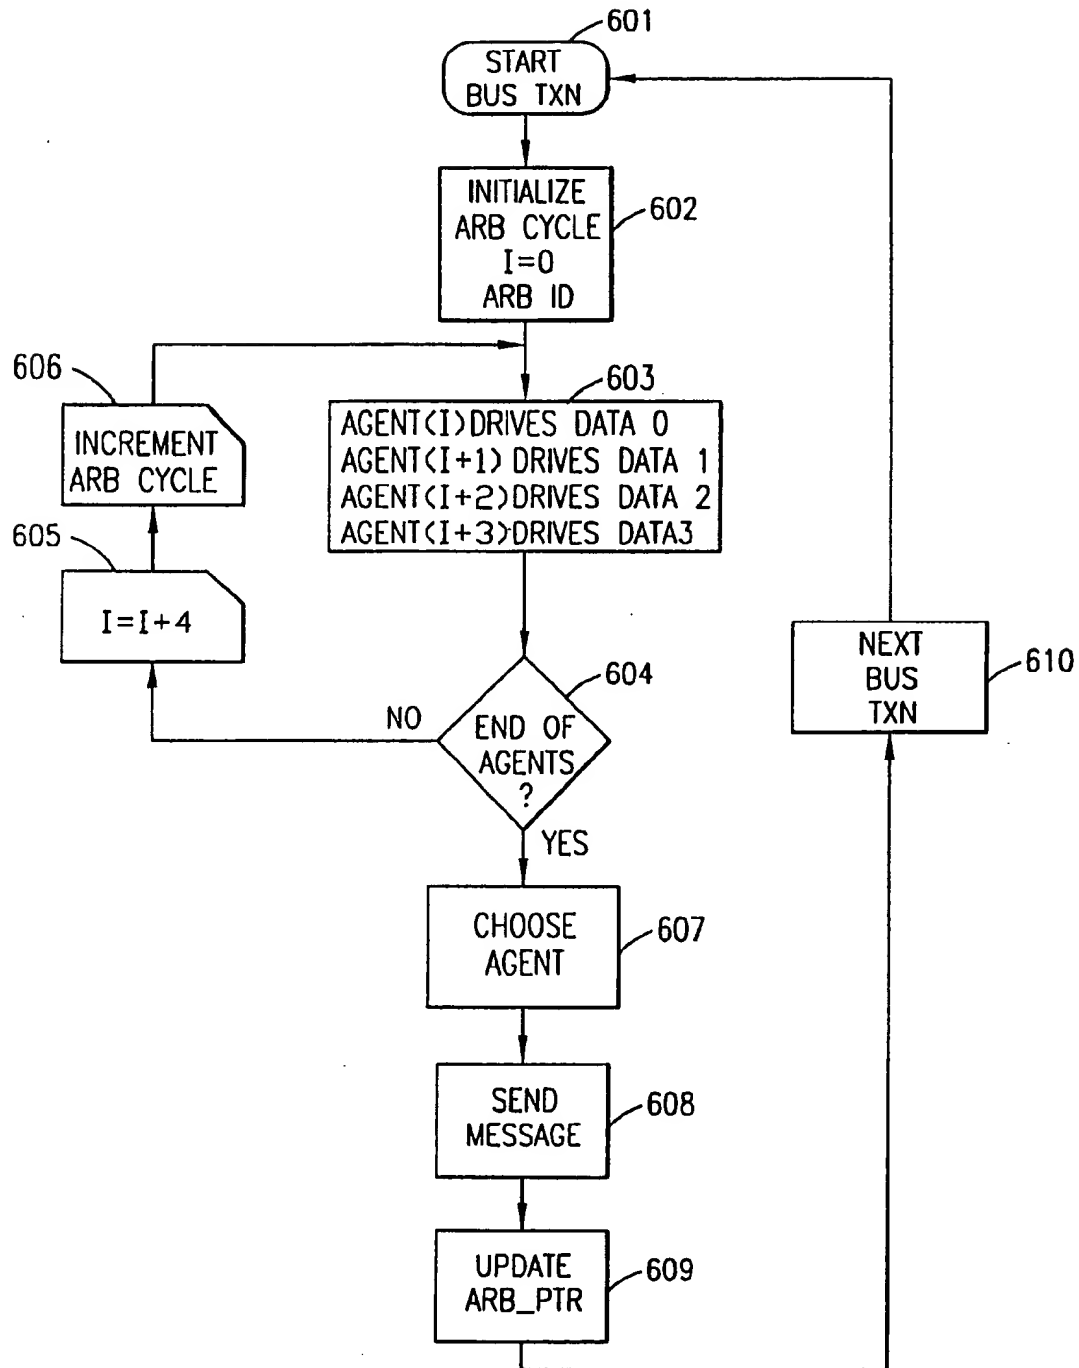 601
START
BUS TXN
INITIALIZE
ARB CYCLE
I=0
ARB ID
602
606
INCREMENT
ARB CYCLE
603
AGENT(I)DRIVES DATA 0
AGENT(I+1) DRIVES DATA 1
AGENT(I+2)DRIVES DATA 2
AGENT(I+3)DRIVES DATA3
605
I=I+4
604
END OF
AGENTS
?
NO
YES
NEXT
BUS
TXN
610
CHOOSE
AGENT
607
SEND
MESSAGE
608
UPDATE
ARB_PTR
609